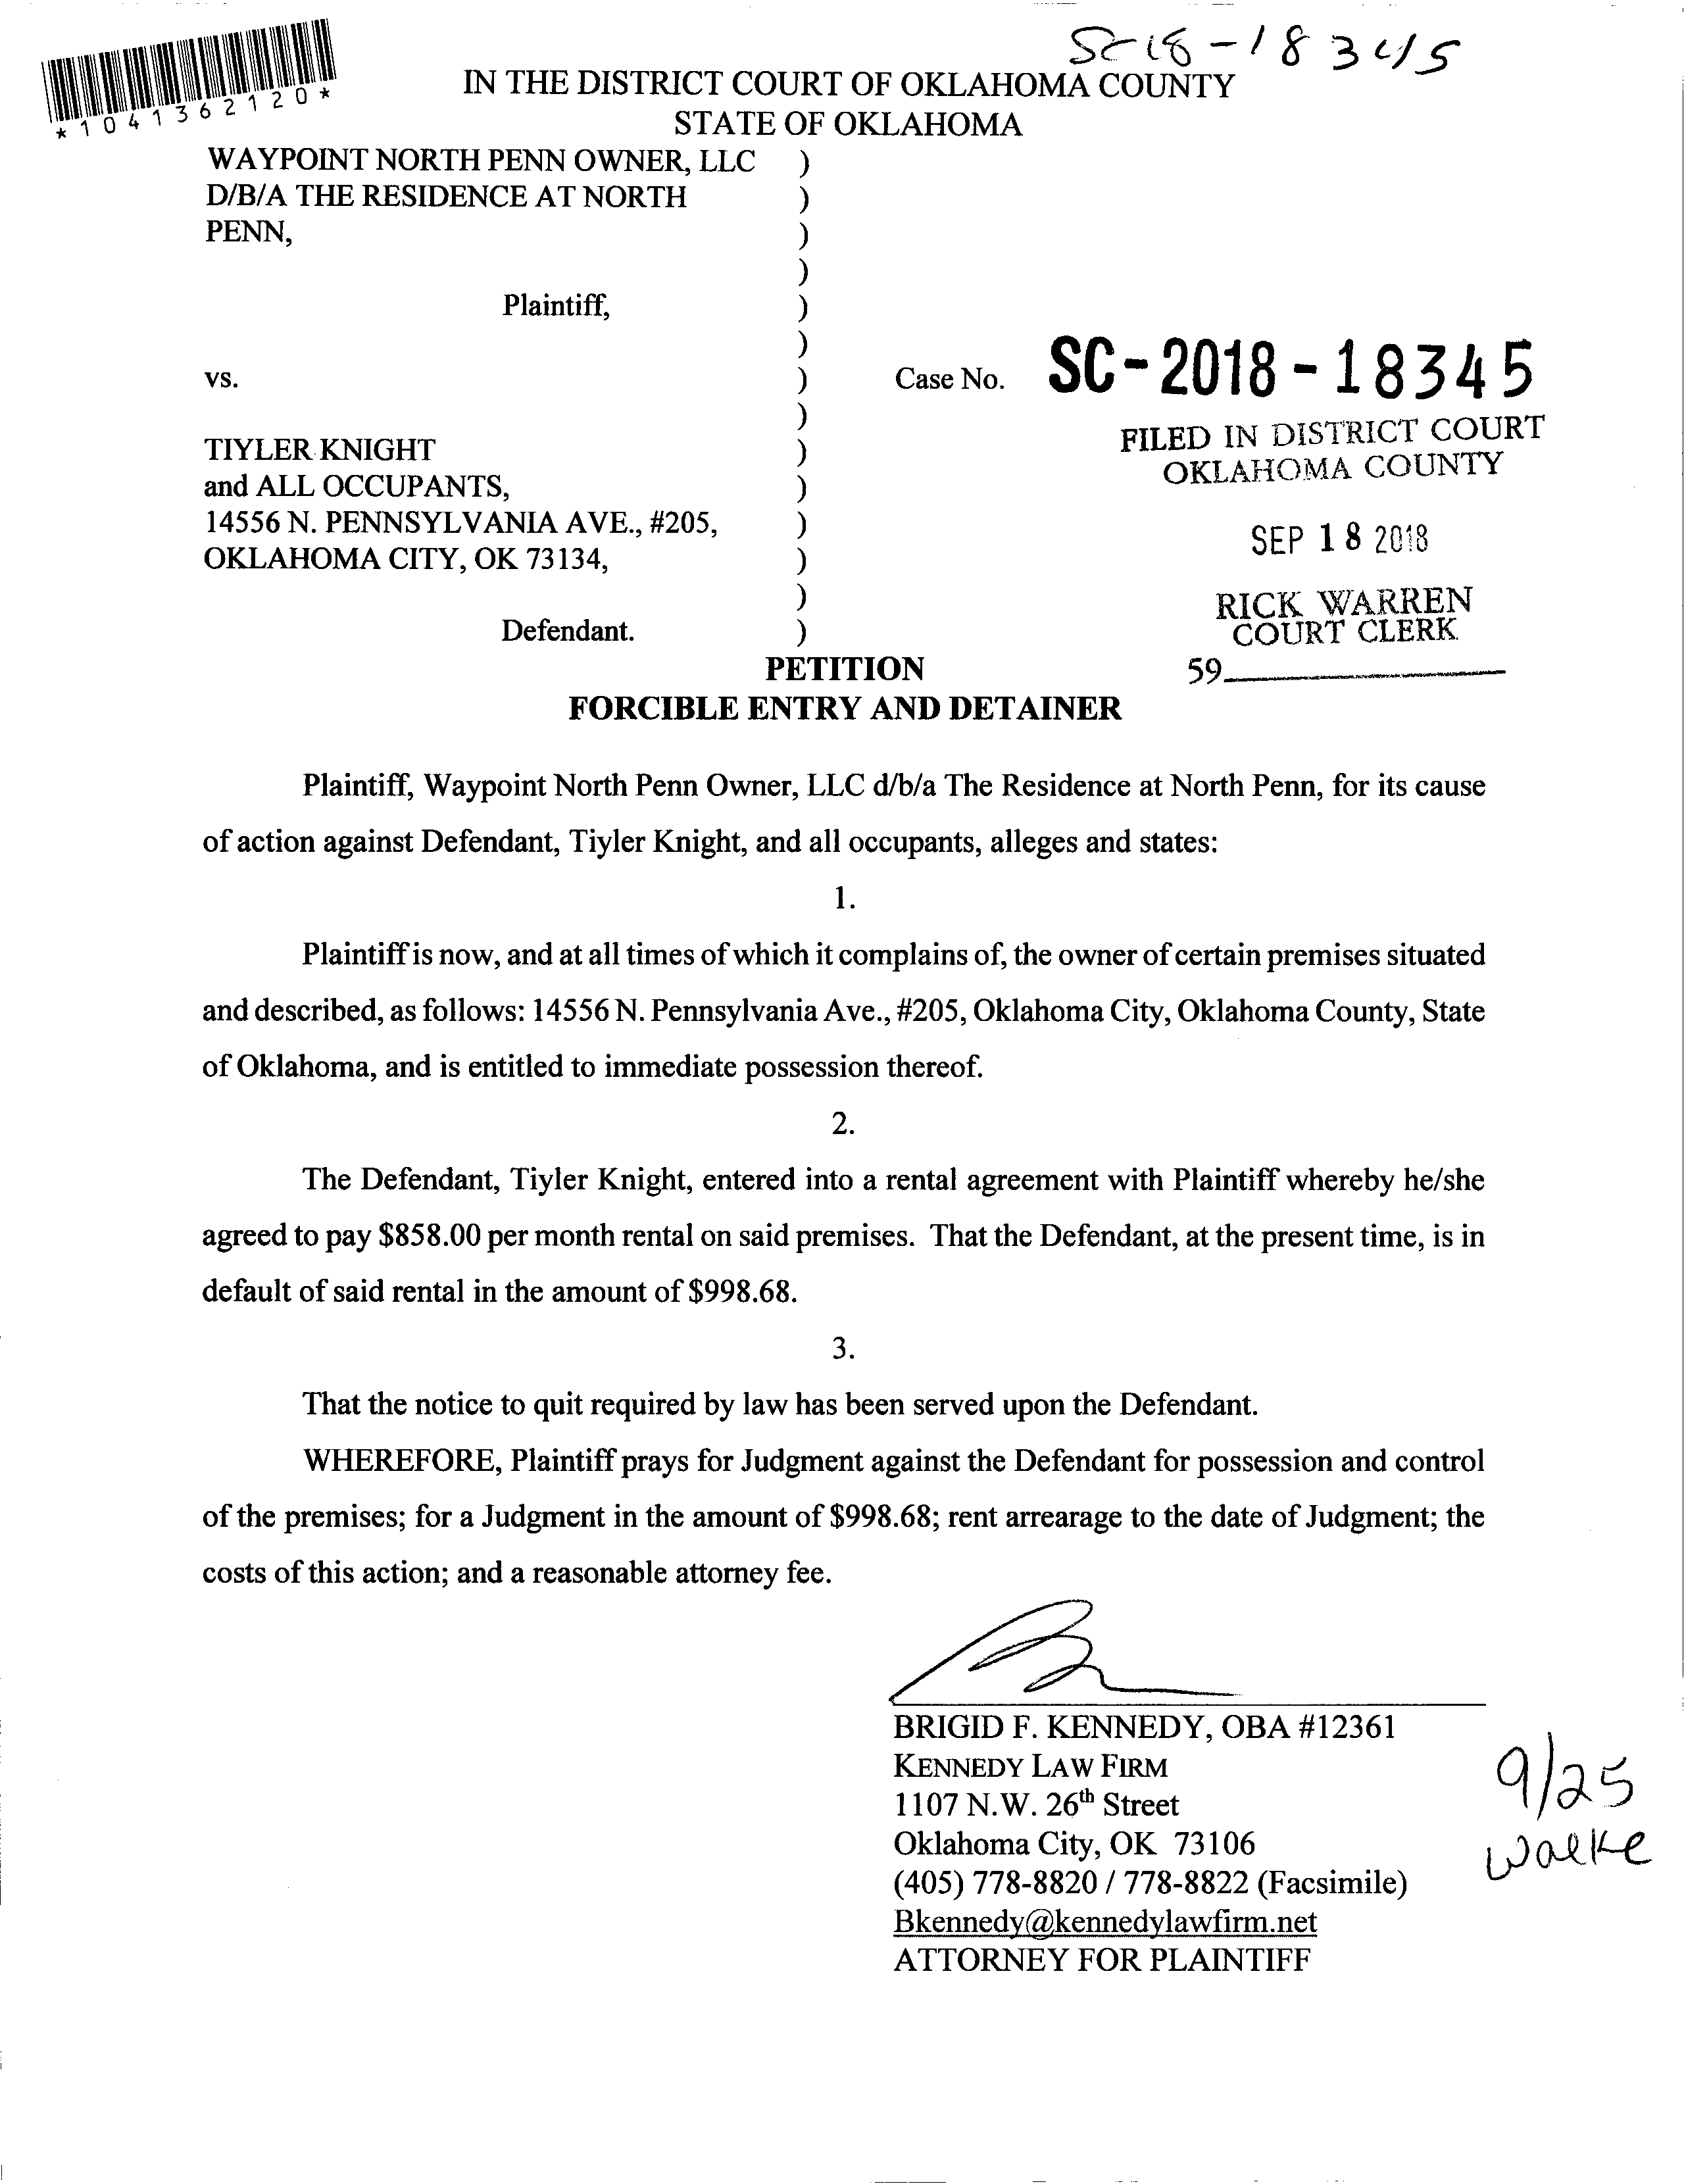 SC-18-18345
*1041362120*
IN THE DISTRICT COURT OF OKLAHOMA COUNTY
STATE OF OKLAHOMA
WAYPOINT NORTH PENN OWNER, LLC )
D/B/A THE RESIDENCE AT NORTH )
PENN, )
)
Plaintiff, )
)
vs. ) Case No. SC-2018-18345
)
TIYLER KNIGHT )
and ALL OCCUPANTS, )
14556 N. PENNSYLVANIA AVE., #205, )
OKLAHOMA CITY, OK 73134, )
)
Defendant. )
FILED IN DISTRICT COURT
OKLAHOMA COUNTY
SEP 18 2018
RICK WARREN
COURT CLERK
59
PETITION
FORCIBLE ENTRY AND DETAINER
Plaintiff, Waypoint North Penn Owner, LLC d/b/a The Residence at North Penn, for its cause
of action against Defendant, Tiyler Knight, and all occupants, alleges and states:
1.
Plaintiff is now, and at all times of which it complains of, the owner of certain premises situated
and described, as follows: 14556 N. Pennsylvania Ave., #205, Oklahoma City, Oklahoma County, State
of Oklahoma, and is entitled to immediate possession thereof.
2.
The Defendant, Tiyler Knight, entered into a rental agreement with Plaintiff whereby he/she
agreed to pay $858.00 per month rental on said premises. That the Defendant, at the present time, is in
default of said rental in the amount of $998.68.
3.
That the notice to quit required by law has been served upon the Defendant.
WHEREFORE, Plaintiff prays for Judgment against the Defendant for possession and control
of the premises; for a Judgment in the amount of $998.68; rent arrearage to the date of Judgment; the
costs of this action; and a reasonable attorney fee.
BRIGID F. KENNEDY, OBA #12361
KENNEDY LAW FIRM
1107 N.W. 26th Street
Oklahoma City, OK 73106
(405) 778-8820 / 778-8822 (Facsimile)
Bkennedy@kennedylawfirm.net
ATTORNEY FOR PLAINTIFF
9/25
Walke